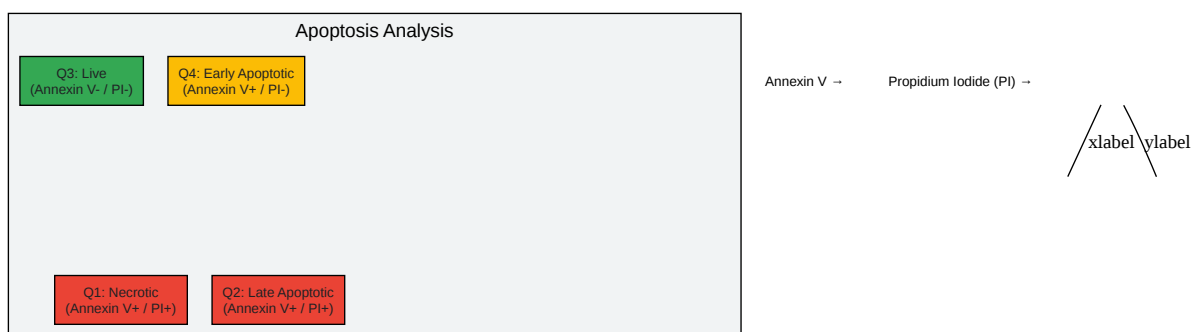 Apoptosis Analysis
Q3: Live
(Annexin V- / PI-)
Q4: Early Apoptotic
(Annexin V+ / PI-)
Annexin V →
Propidium Iodide (PI) →
xlabel
ylabel
Q1: Necrotic
(Annexin V+ / PI+)
Q2: Late Apoptotic
(Annexin V+ / PI+)